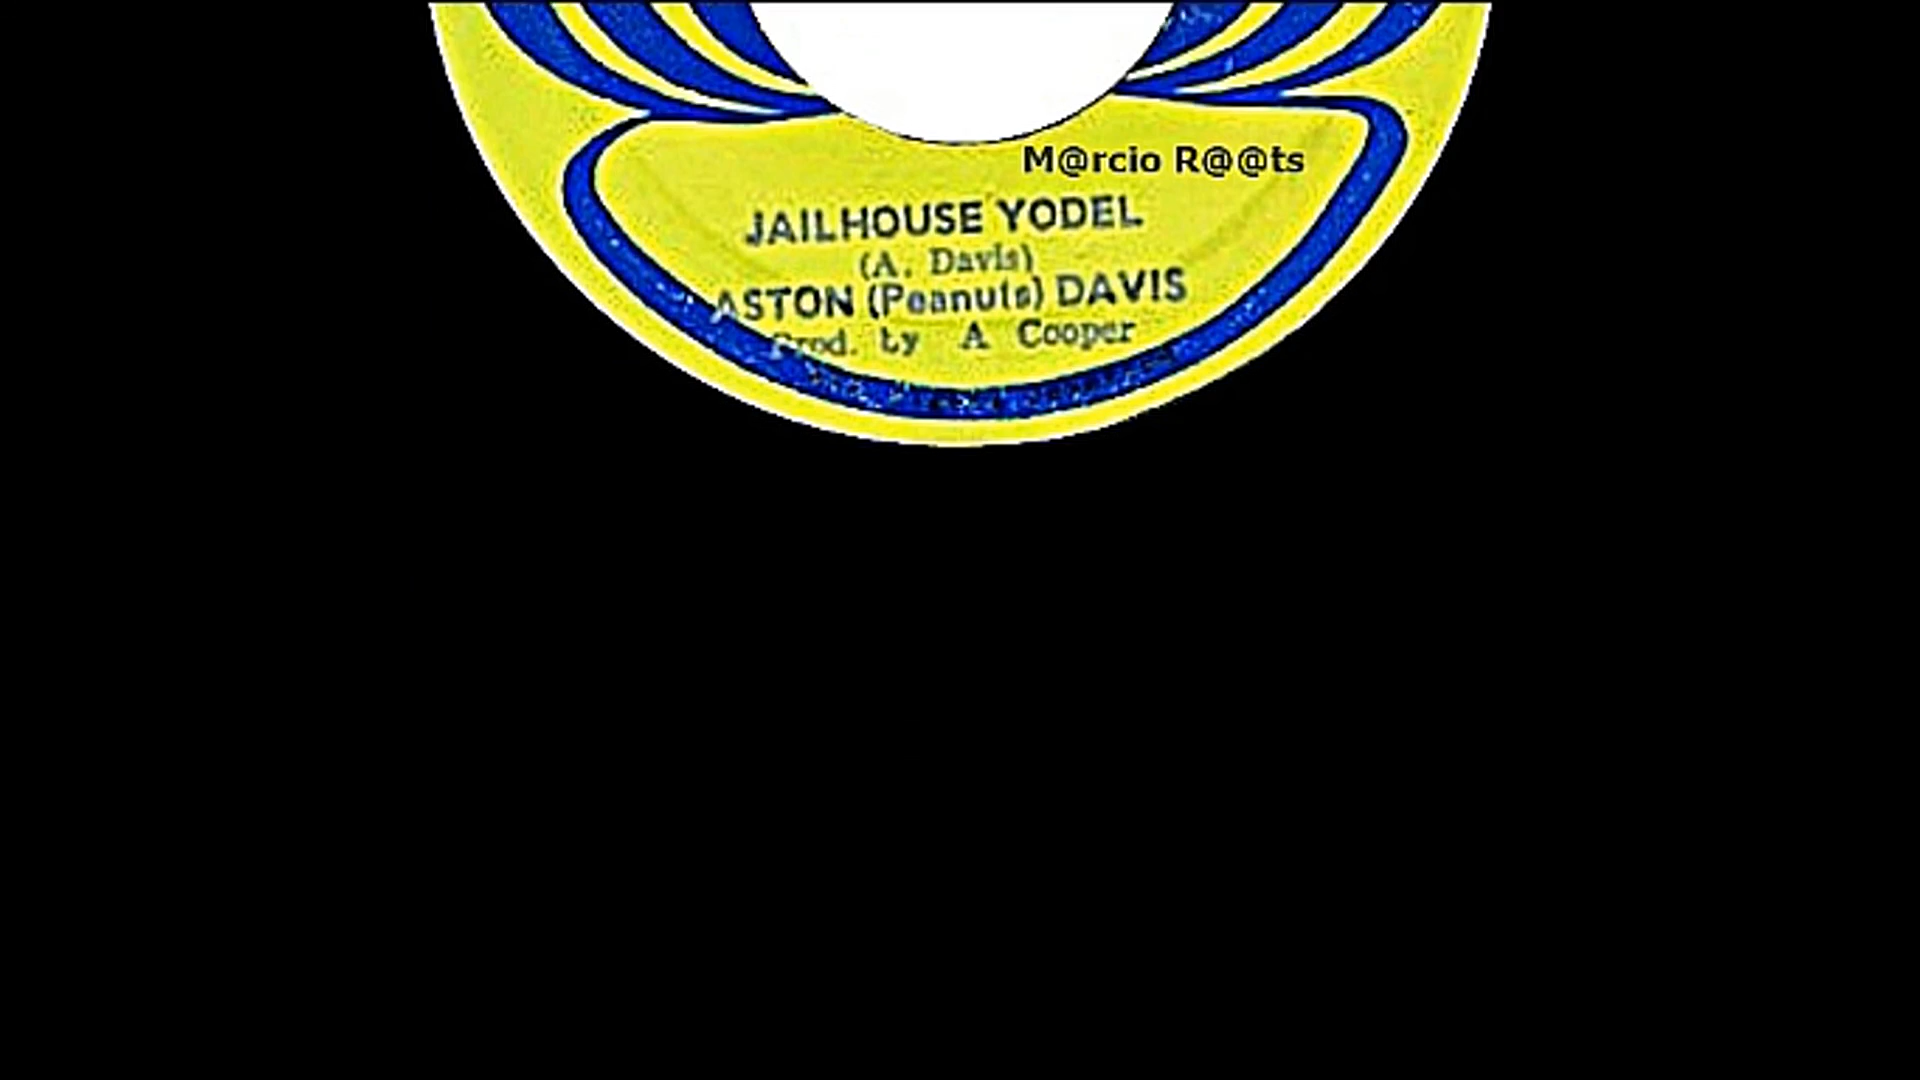 M@rcio R@@ts
JAILHOUSE YODEL
(A. Davis)
ASTON (Peanuts) DAVIS
Prod. by A Cooper